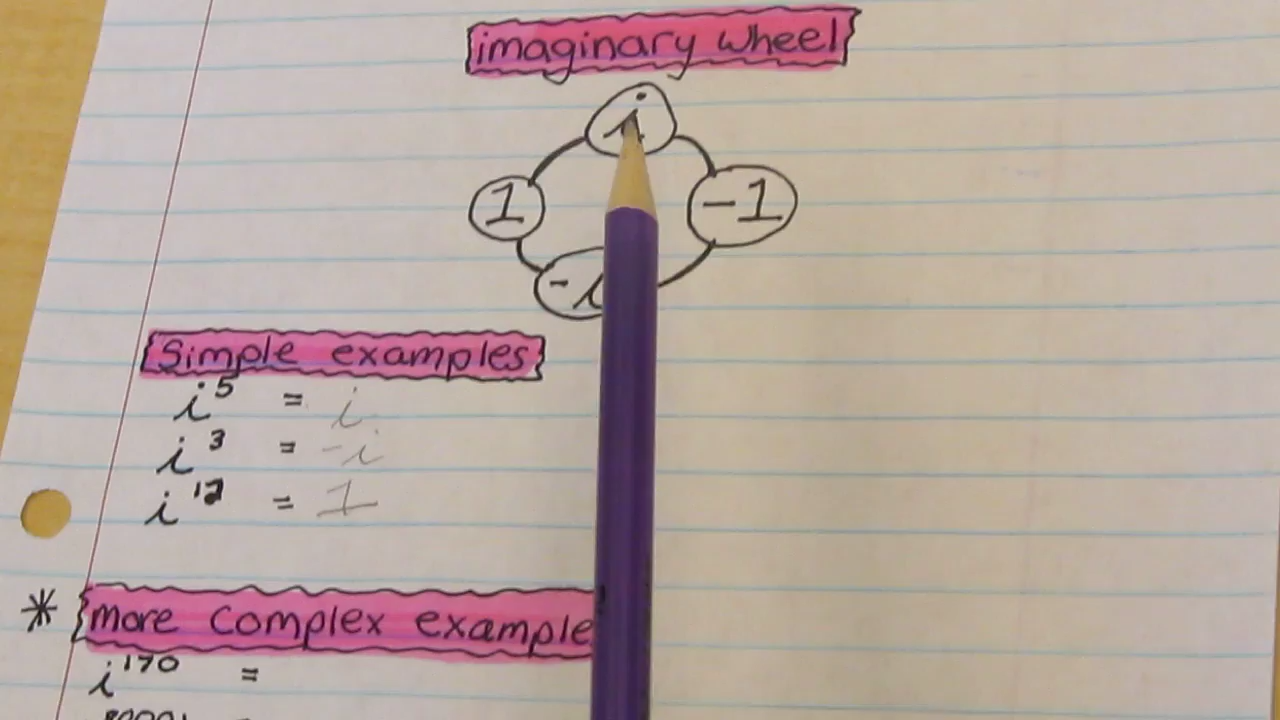 imaginary wheel
i
1 -1
-i
Simple examples
i⁵ = i
i³ = -i
i¹² = 1
* more complex example
i¹⁷⁰ =